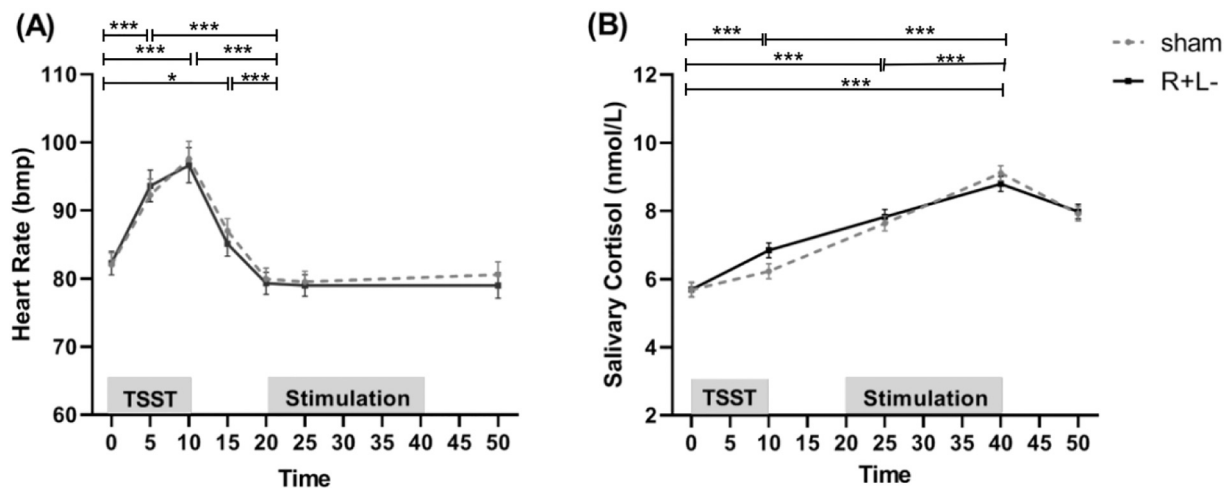 (A)
*** ***
*** ***
* ***
110
100
90
80
70
60
Heart Rate (bmp)
TSST Stimulation
0 5 10 15 20 25 30 35 40 45 50
Time
(B)
*** ***
*** ***
***
12
10
8
6
4
2
Salivary Cortisol (nmol/L)
TSST Stimulation
0 5 10 15 20 25 30 35 40 45 50
Time
sham
R+L-